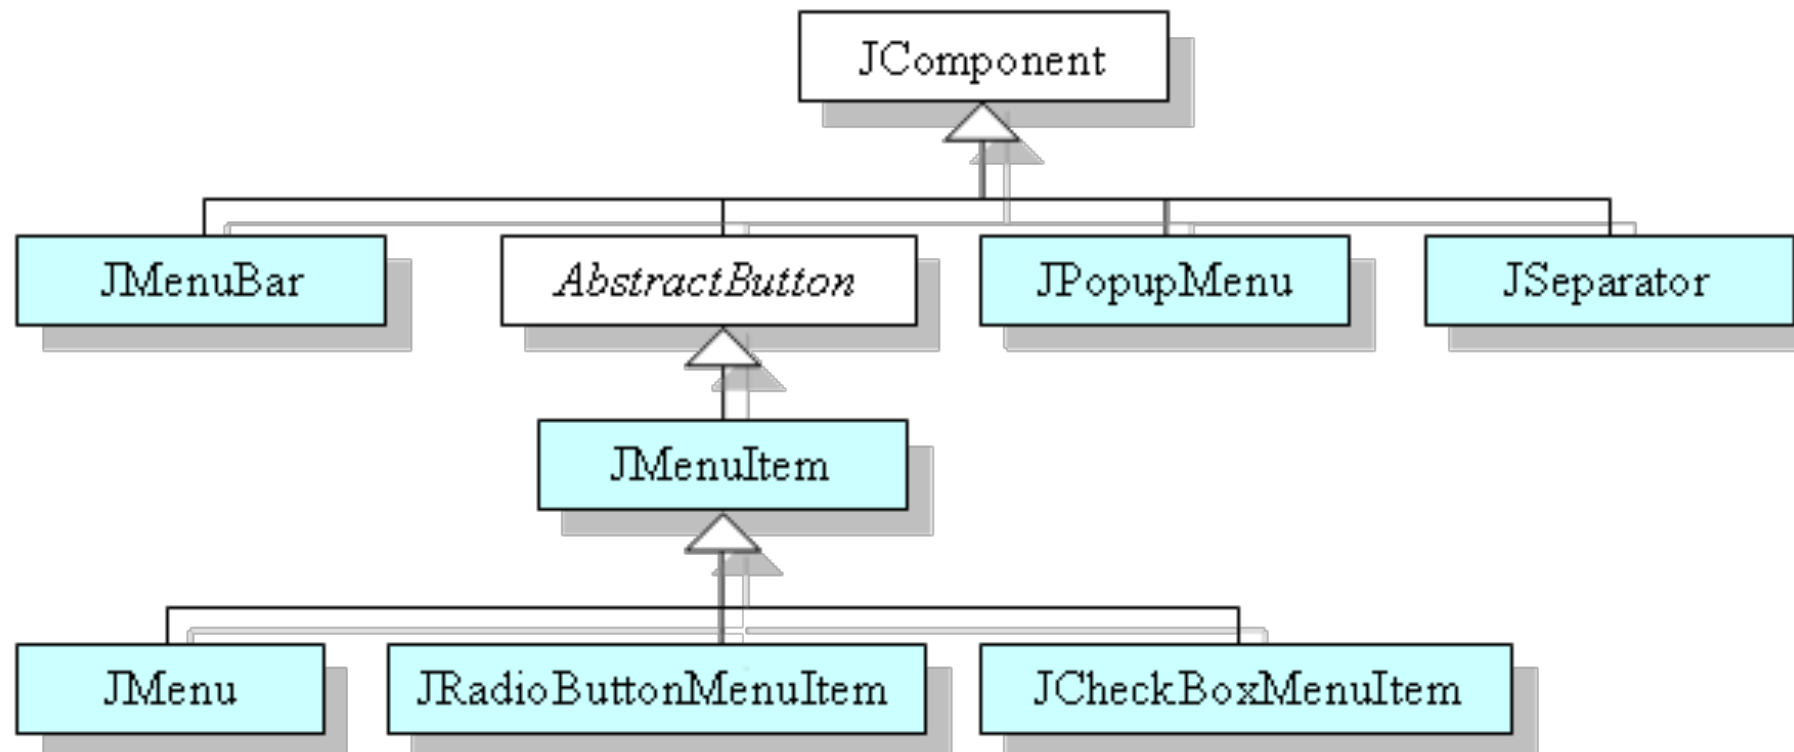 JComponent
JMenuBar
AbstractButton
JPopupMenu
JSeparator
JMenuItem
JMenu
JRadioButtonMenuItem
JCheckBoxMenuItem